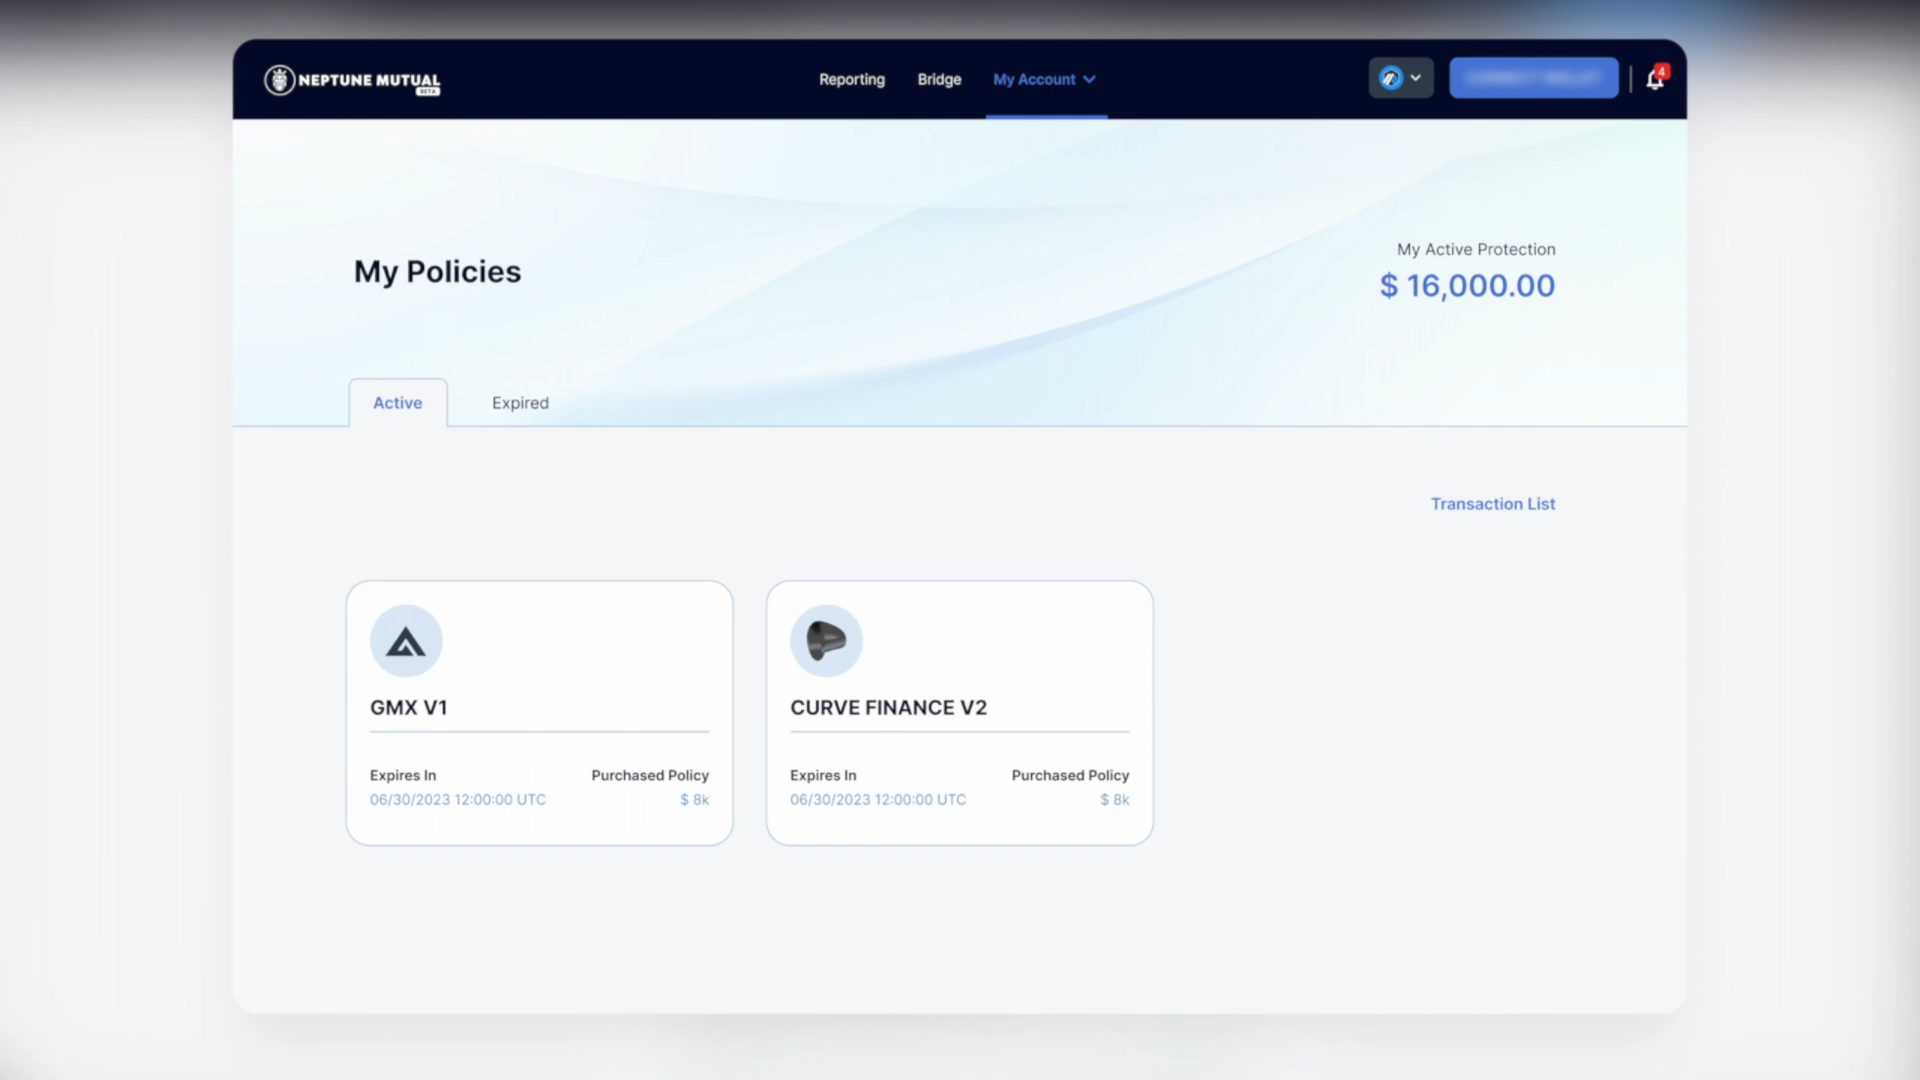 NEPTUNE MUTUAL
BETA
Reporting
Bridge
My Account
4
My Policies
My Active Protection
$ 16,000.00
Active
Expired
Transaction List
GMX V1
Expires In
Purchased Policy
06/30/2023 12:00:00 UTC
$ 8k
CURVE FINANCE V2
Expires In
Purchased Policy
06/30/2023 12:00:00 UTC
$ 8k